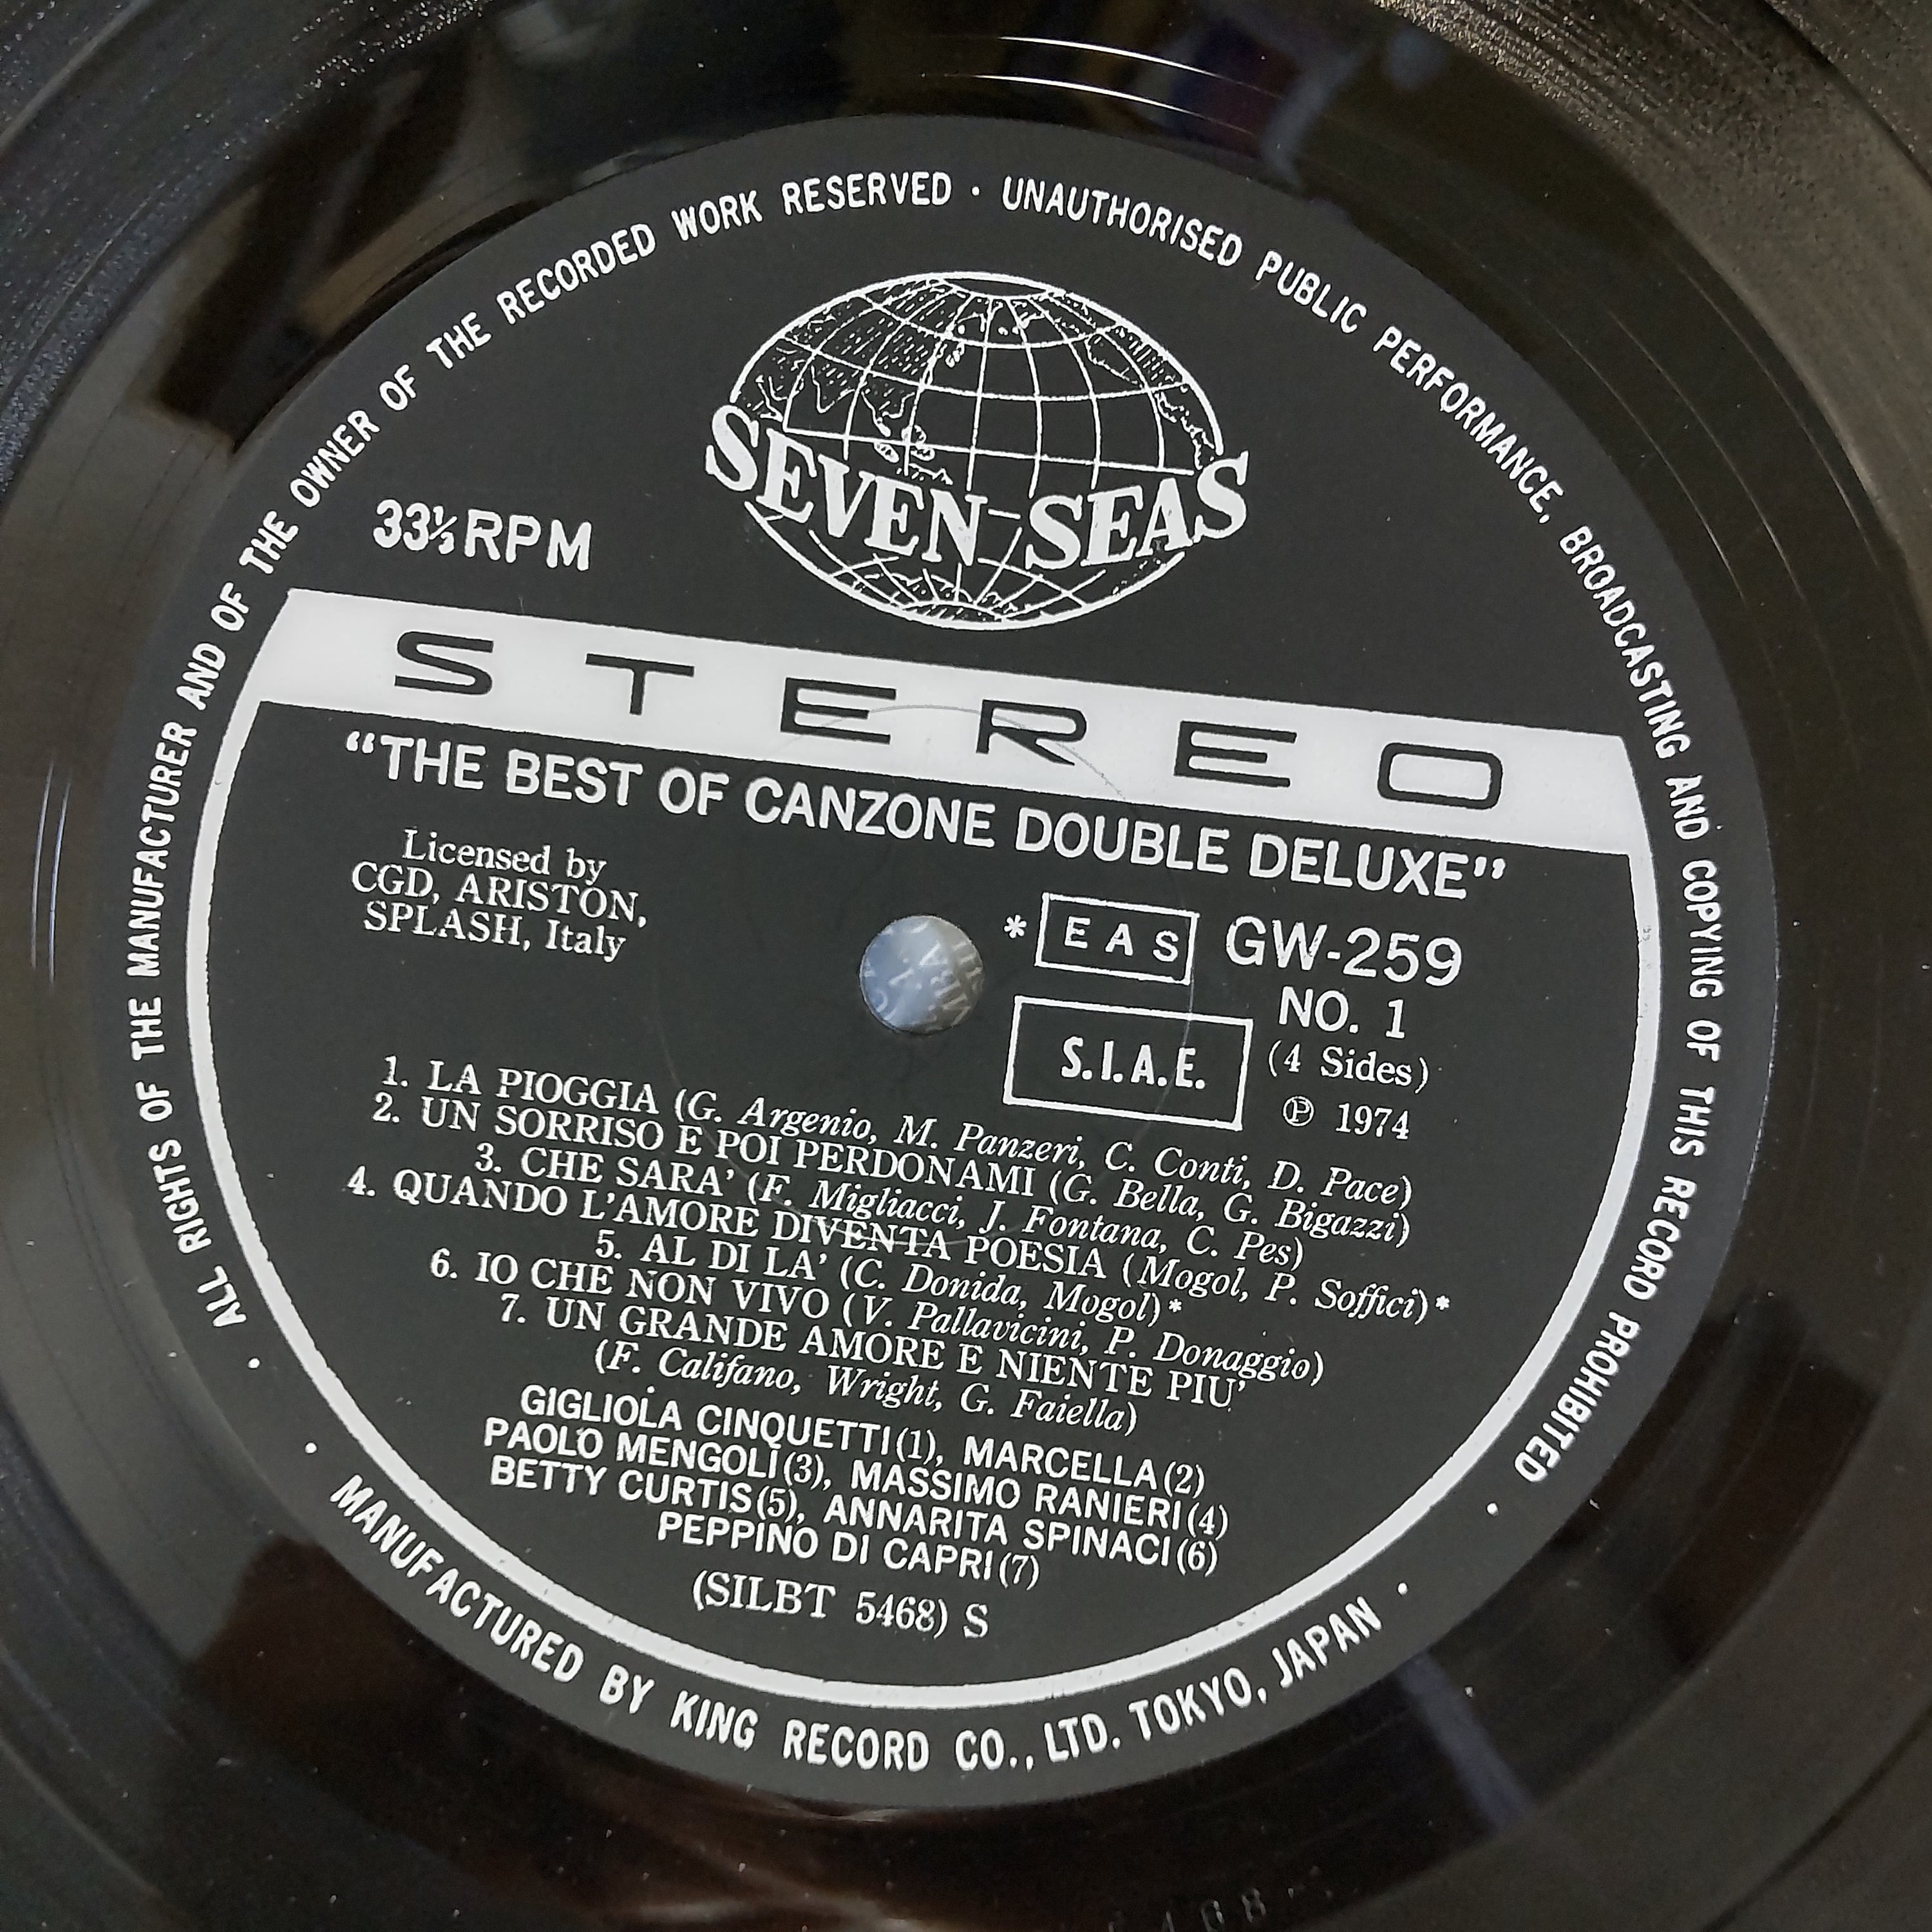 ALL RIGHTS OF THE MANUFACTURER AND OF THE OWNER OF THE RECORDED WORK RESERVED · UNAUTHORISED PUBLIC PERFORMANCE, BROADCASTING AND COPYING OF THIS RECORD PROHIBITED
SEVEN SEAS
33⅓ RPM
STEREO
“THE BEST OF CANZONE DOUBLE DELUXE”
Licensed by
CGD, ARISTON,
SPLASH, Italy
* EAS GW-259
NO. 1
S.I.A.E. (4 Sides)
Ⓟ 1974
1. LA PIOGGIA (G. Argenio, M. Panzeri, C. Conti, D. Pace)
2. UN SORRISO E POI PERDONAMI (G. Bella, G. Bigazzi)
3. CHE SARA’ (F. Migliacci, J. Fontana, C. Pes)
4. QUANDO L’AMORE DIVENTA POESIA (Mogol, P. Soffici)*
5. AL DI LA’ (C. Donida, Mogol)*
6. IO CHE NON VIVO (V. Pallavicini, P. Donaggio)
7. UN GRANDE AMORE E NIENTE PIU’
(F. Califano, Wright, G. Faiella)
GIGLIOLA CINQUETTI(1), MARCELLA(2)
PAOLO MENGOLI(3), MASSIMO RANIERI(4)
BETTY CURTIS(5), ANNARITA SPINACI(6)
PEPPINO DI CAPRI(7)
(SILBT 5468) S
· MANUFACTURED BY KING RECORD CO., LTD. TOKYO, JAPAN ·